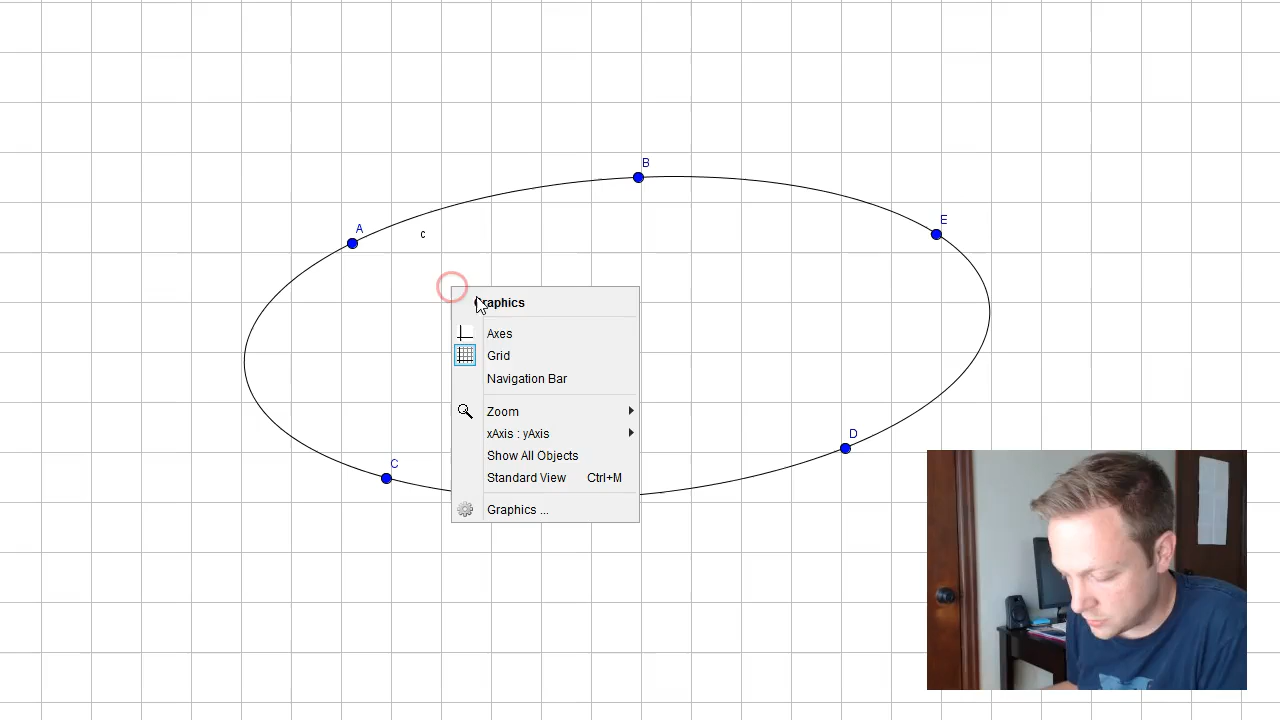 B
E
A
c
Graphics
Axes
Grid
Navigation Bar
Zoom
xAxis : yAxis
D
Show All Objects
C
Standard View Ctrl+M
Graphics ...